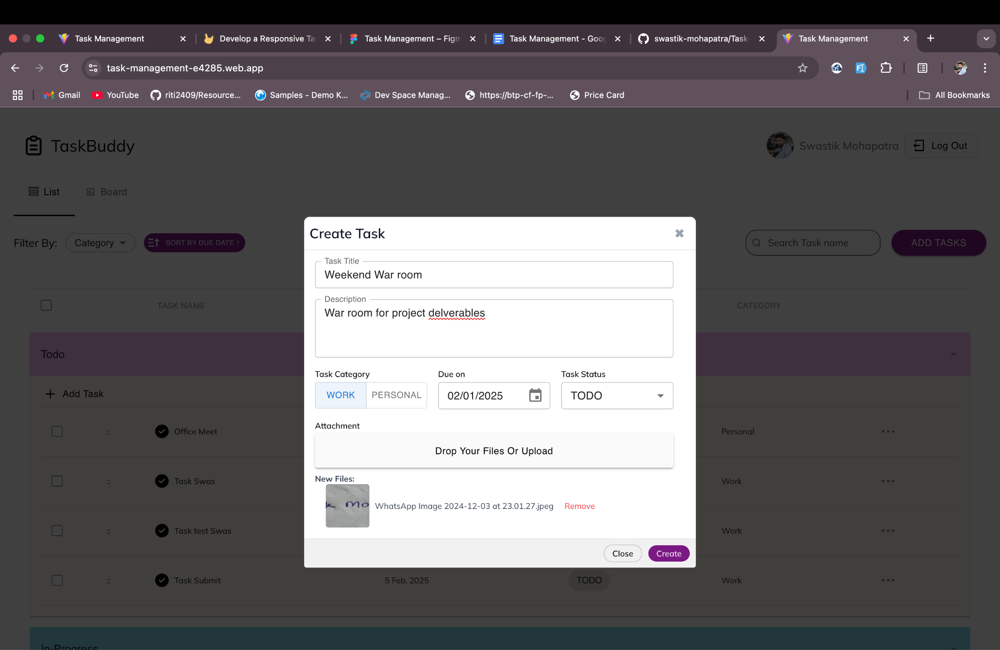 Task Management
Develop a Responsive Ta
Task Management – Figm
Task Management - Goog
swastik-mohapatra/Task-
Task Management
task-management-e4285.web.app
Gmail
YouTube
riti2409/Resource...
Samples - Demo K...
Dev Space Manag...
https://btp-cf-fp-...
Price Card
All Bookmarks
TaskBuddy
Swastik Mohapatra
Log Out
List
Board
Filter By:
Category
SORT BY DUE DATE ↑
Search Task name
ADD TASKS
TASK NAME
CATEGORY
Todo
Add Task
Office Meet
Personal
Task Swas
Work
Task test Swas
Work
Task Submit
5 Feb, 2025
TODO
Work
In-Progress
Create Task
Task Title
Weekend War room
Description
War room for project delverables
Task Category
WORK
PERSONAL
Due on
02/01/2025
Task Status
TODO
Attachment
Drop Your Files Or Upload
New Files:
k mo
WhatsApp Image 2024-12-03 at 23.01.27.jpeg
Remove
Close
Create